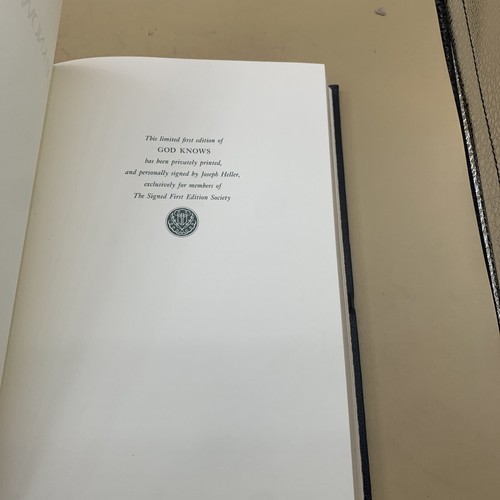 This limited first edition of
GOD KNOWS
has been privately printed,
and personally signed by Joseph Heller,
exclusively for members of
The Signed First Edition Society